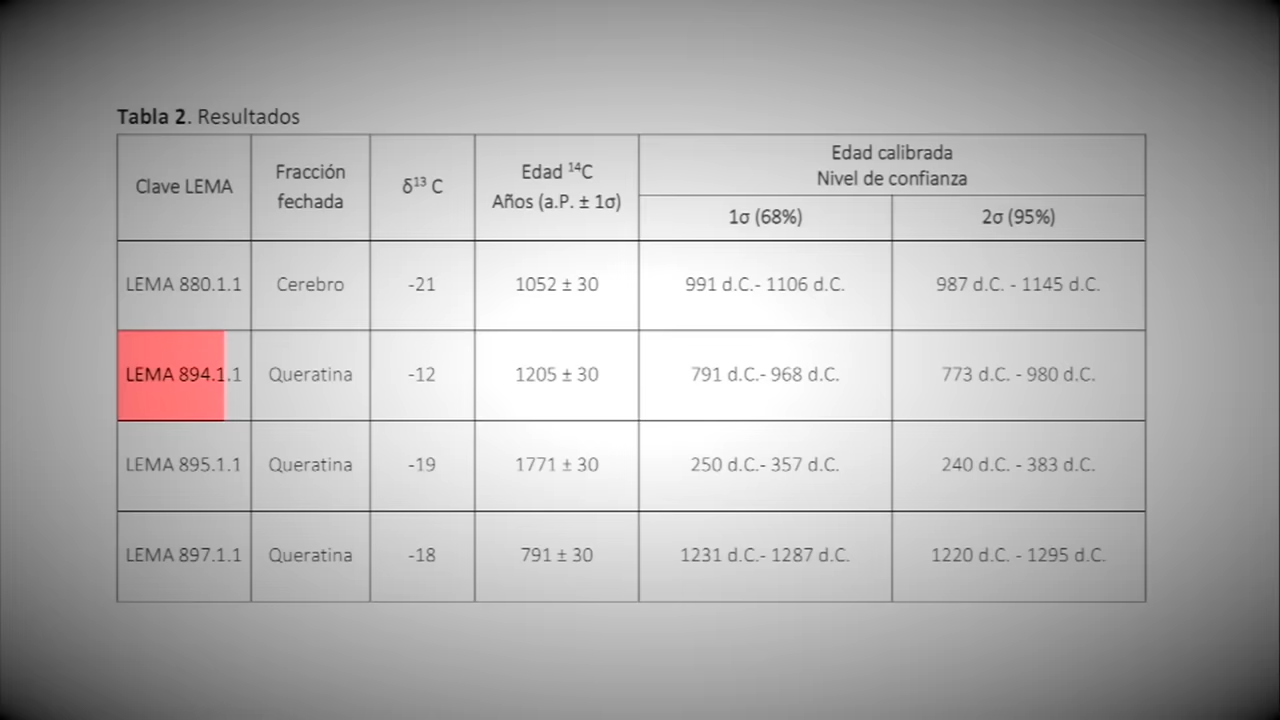 Tabla 2. Resultados
Clave LEMA
Fracción
fechada
δ¹³ C
Edad ¹⁴C
Años (a.P. ± 1σ)
Edad calibrada
Nivel de confianza
1σ (68%)
2σ (95%)
LEMA 880.1.1 Cerebro -21 1052 ± 30 991 d.C.- 1106 d.C. 987 d.C. - 1145 d.C.
LEMA 894.1.1 Queratina -12 1205 ± 30 791 d.C.- 968 d.C. 773 d.C. - 980 d.C.
LEMA 895.1.1 Queratina -19 1771 ± 30 250 d.C.- 357 d.C. 240 d.C. - 383 d.C.
LEMA 897.1.1 Queratina -18 791 ± 30 1231 d.C.- 1287 d.C. 1220 d.C. - 1295 d.C.